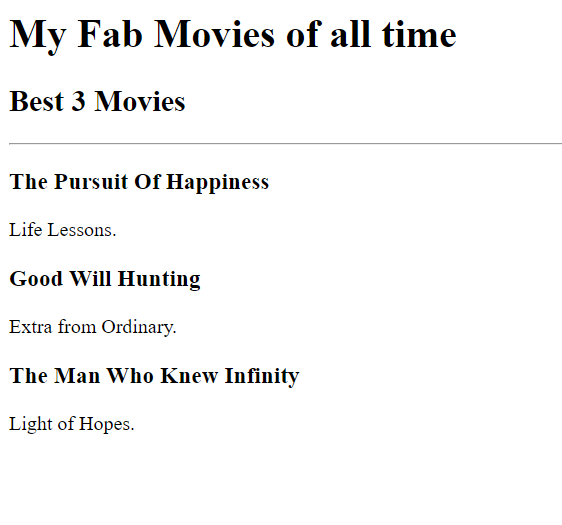 My Fab Movies of all time
Best 3 Movies
The Pursuit Of Happiness
Life Lessons.
Good Will Hunting
Extra from Ordinary.
The Man Who Knew Infinity
Light of Hopes.